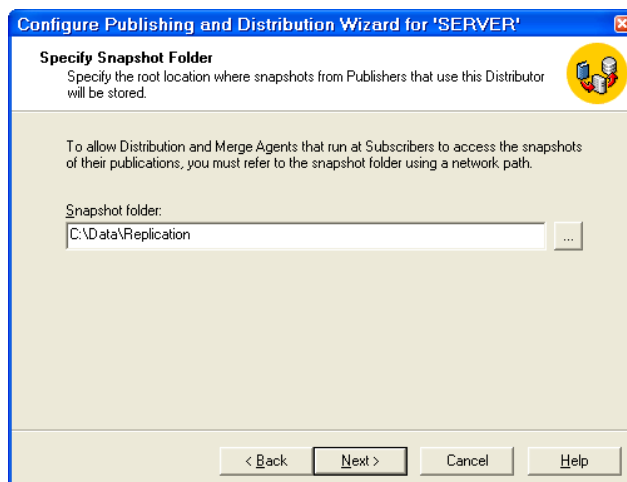 Configure Publishing and Distribution Wizard for 'SERVER'
Specify Snapshot Folder
Specify the root location where snapshots from Publishers that use this Distributor
will be stored.
To allow Distribution and Merge Agents that run at Subscribers to access the snapshots
of their publications, you must refer to the snapshot folder using a network path.
Snapshot folder:
C:\Data\Replication
...
< Back
Next >
Cancel
Help